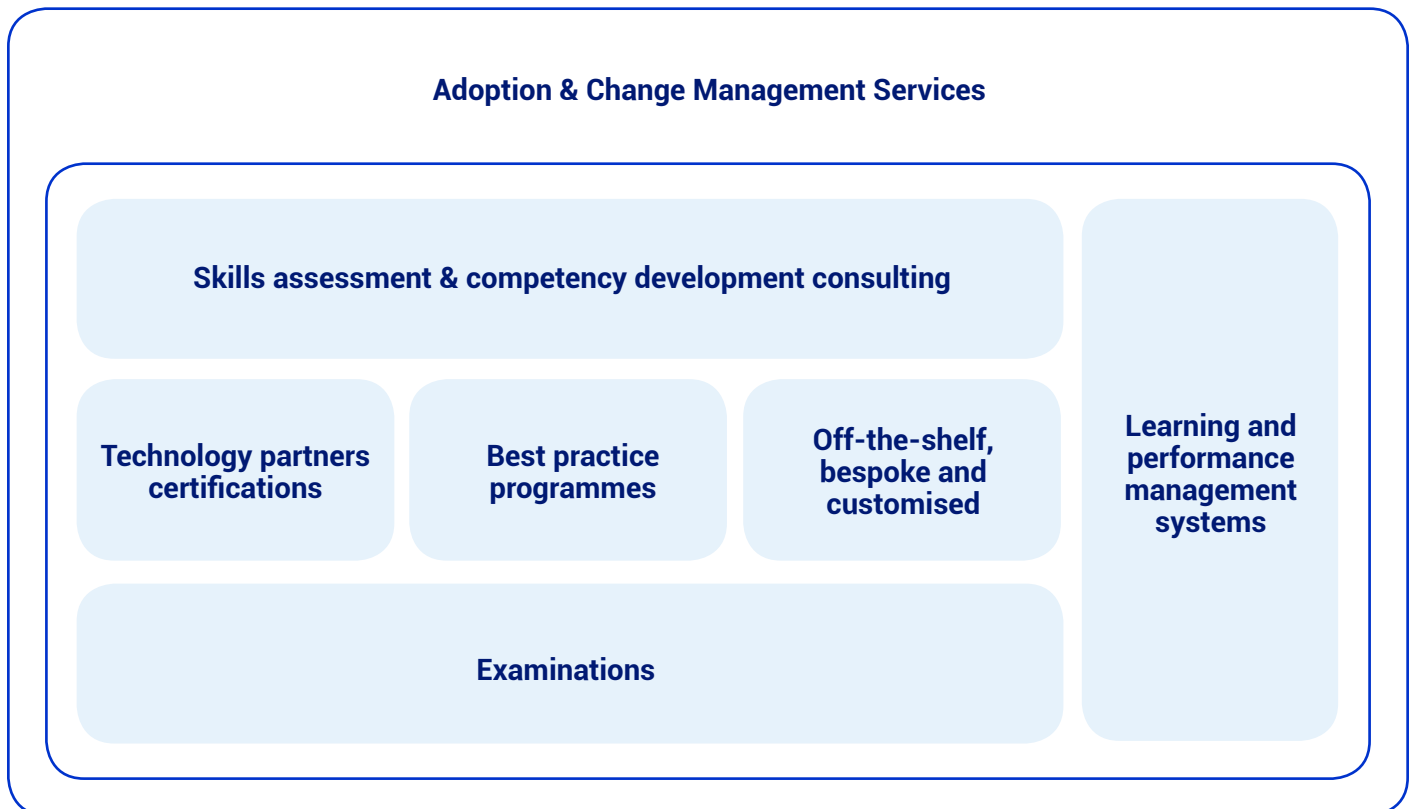 Adoption & Change Management Services
Skills assessment & competency development consulting
Technology partners
certifications
Best practice
programmes
Off-the-shelf,
bespoke and
customised
Learning and
performance
management
systems
Examinations